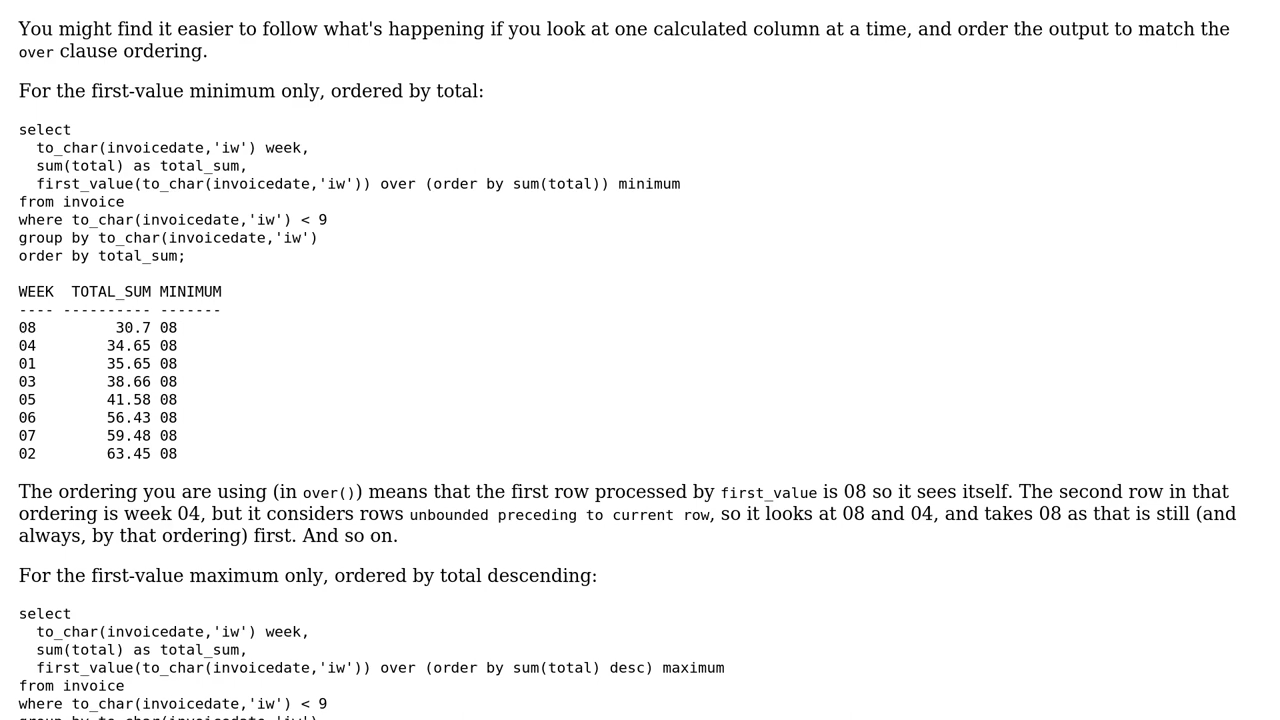 You might find it easier to follow what's happening if you look at one calculated column at a time, and order the output to match the
over clause ordering.
For the first-value minimum only, ordered by total:
select
  to_char(invoicedate,'iw') week,
  sum(total) as total_sum,
  first_value(to_char(invoicedate,'iw')) over (order by sum(total)) minimum
from invoice
where to_char(invoicedate,'iw') < 9
group by to_char(invoicedate,'iw')
order by total_sum;
WEEK  TOTAL_SUM MINIMUM
---- ---------- -------
08         30.7 08
04        34.65 08
01        35.65 08
03        38.66 08
05        41.58 08
06        56.43 08
07        59.48 08
02        63.45 08
The ordering you are using (in over()) means that the first row processed by first_value is 08 so it sees itself. The second row in that
ordering is week 04, but it considers rows unbounded preceding to current row, so it looks at 08 and 04, and takes 08 as that is still (and
always, by that ordering) first. And so on.
For the first-value maximum only, ordered by total descending:
select
  to_char(invoicedate,'iw') week,
  sum(total) as total_sum,
  first_value(to_char(invoicedate,'iw')) over (order by sum(total) desc) maximum
from invoice
where to_char(invoicedate,'iw') < 9
group by to_char(invoicedate,'iw')